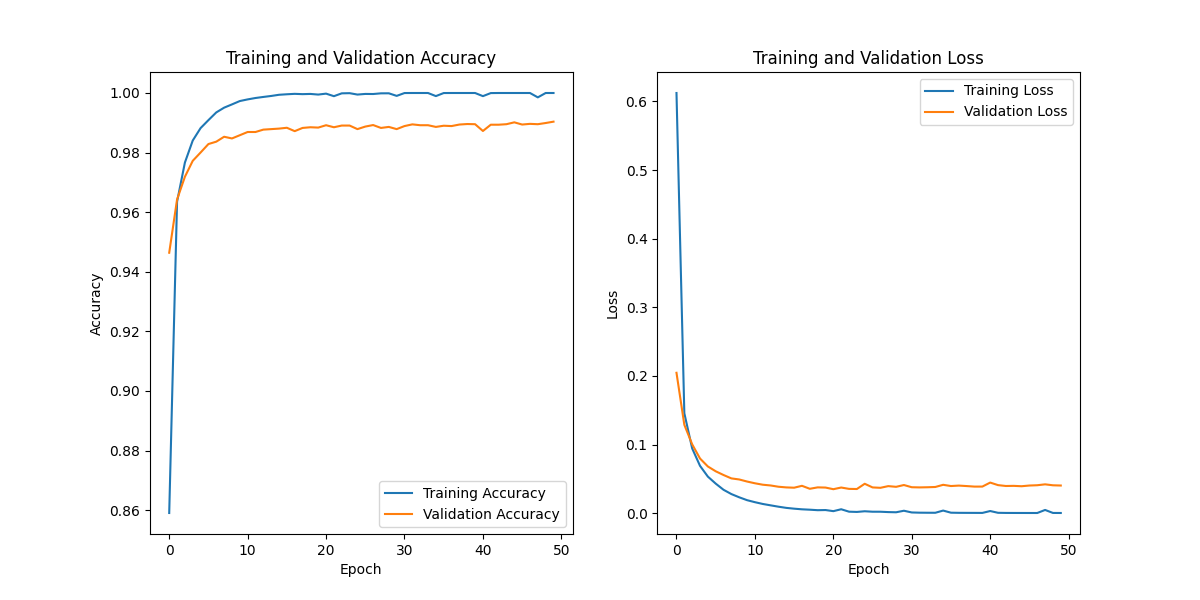 Training and Validation Accuracy
1.00
0.98
0.96
0.94
0.92
0.90
0.88
0.86
Accuracy
0 10 20 30 40 50
Epoch
Training Accuracy
Validation Accuracy
Training and Validation Loss
0.6
0.5
0.4
0.3
0.2
0.1
0.0
Loss
0 10 20 30 40 50
Epoch
Training Loss
Validation Loss